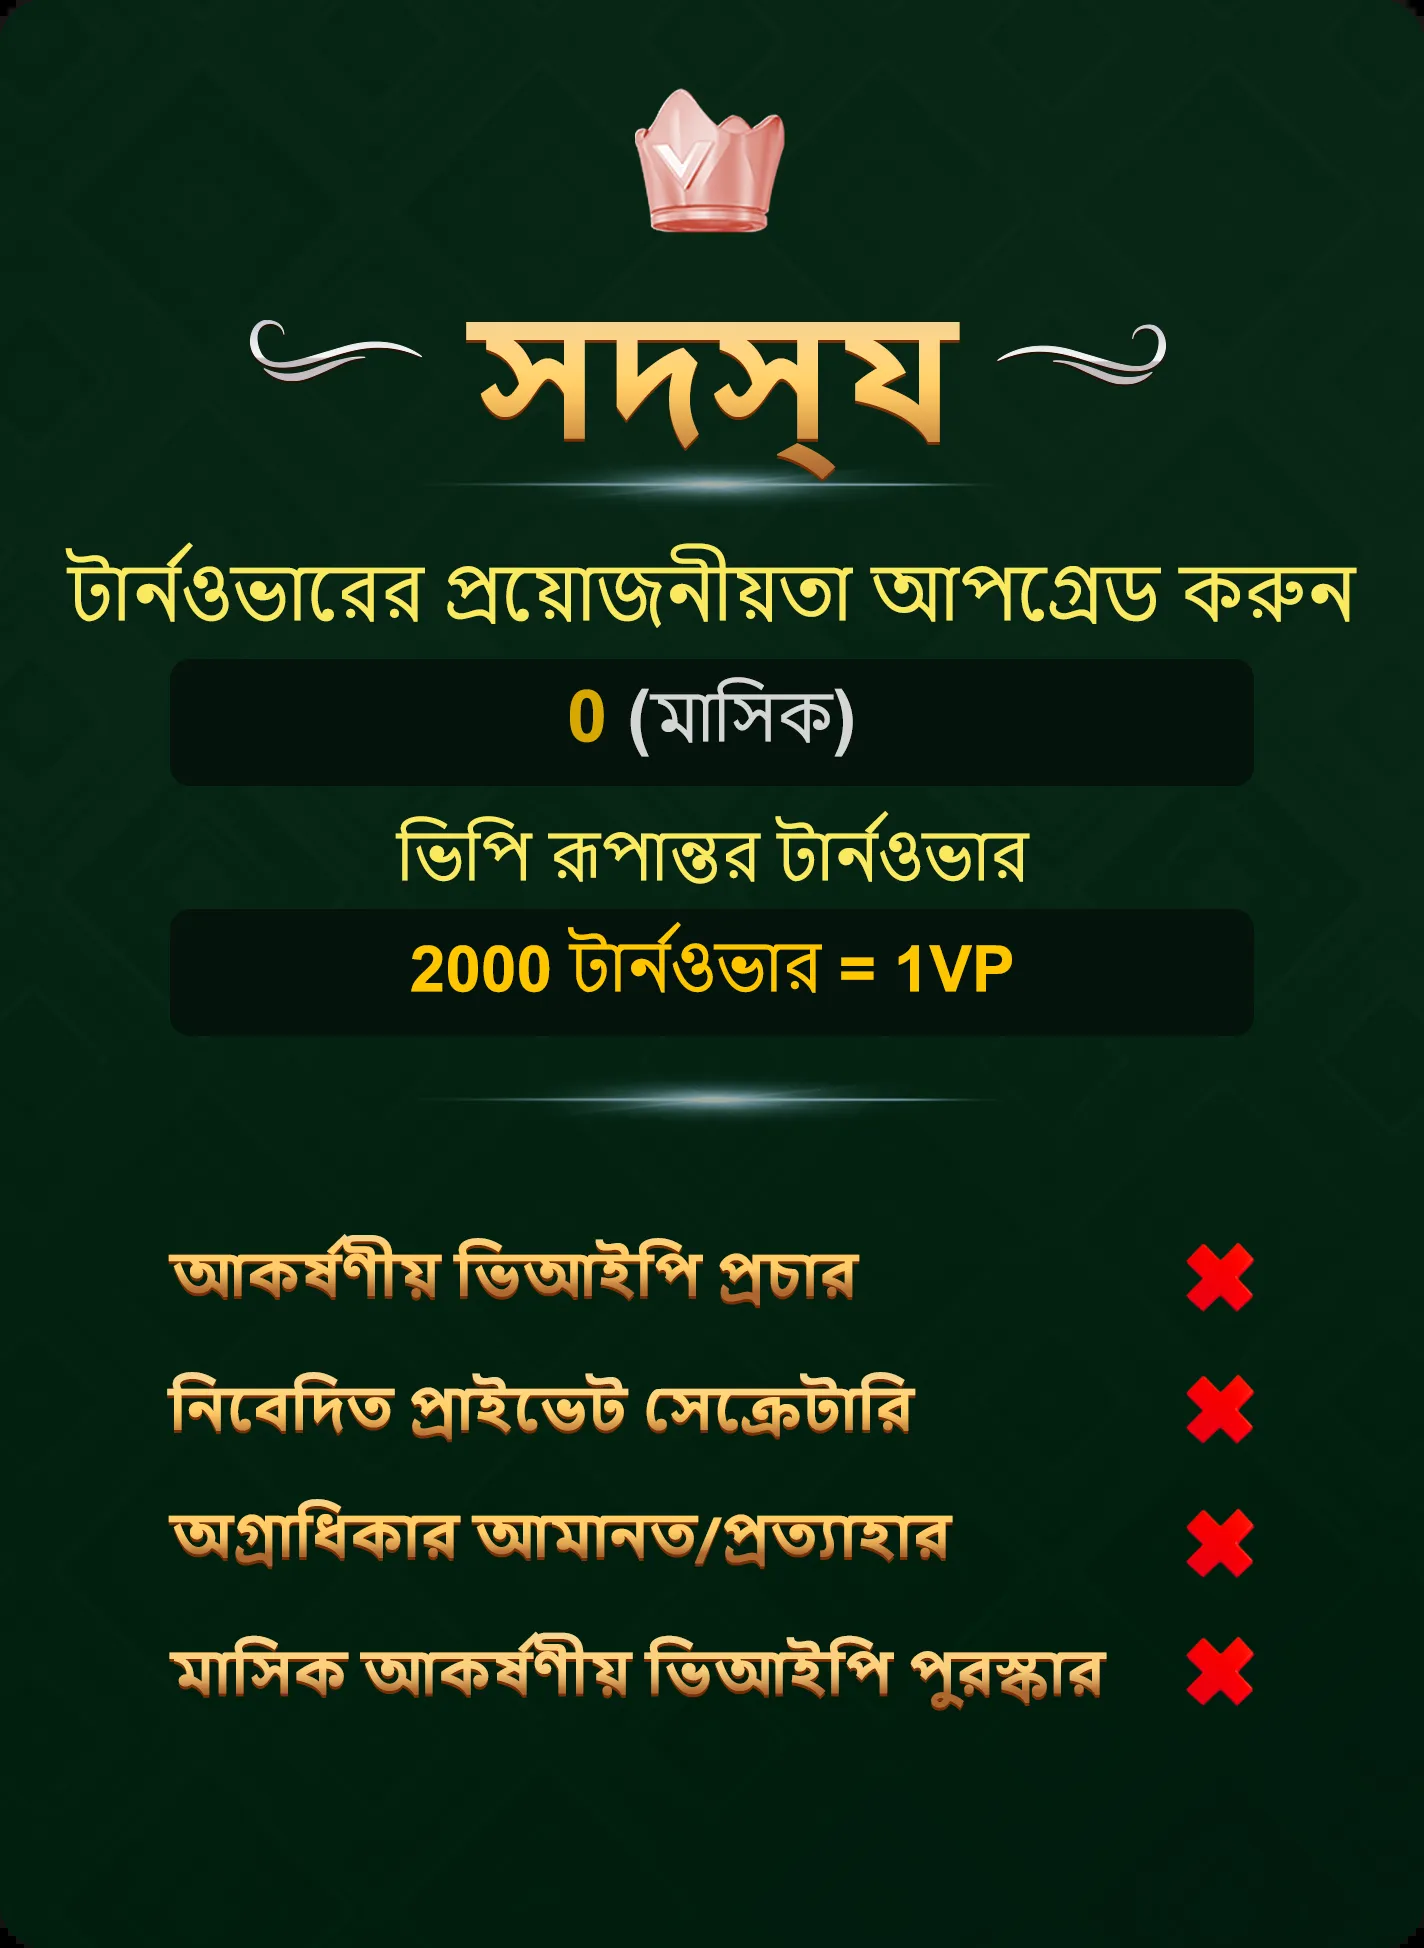 সদস্‌য
টার্নওভারের প্রয়োজনীয়তা আপগ্রেড করুন
0 (মাসিক)
ভিপি রূপান্তর টার্নওভার
2000 টার্নওভার = 1VP
আকর্ষণীয় ভিআইপি প্রচার
নিবেদিত প্রাইভেট সেক্রেটারি
অগ্রাধিকার আমানত/প্রত্যাহার
মাসিক আকর্ষণীয় ভিআইপি পুরস্কার